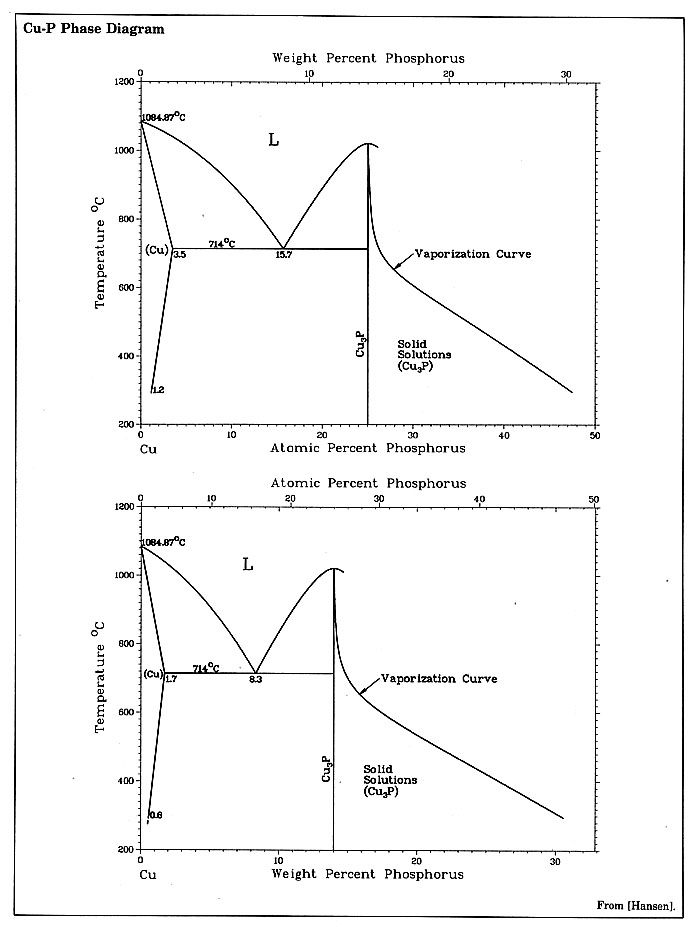 Cu-P Phase Diagram
Weight Percent Phosphorus
0 10 20 30
1200
1084.87°C
L
1000
Temperature °C
800
714°C
(Cu)
3.5
15.7
Vaporization Curve
600
Cu₃P
Solid
Solutions
(Cu₃P)
400
1.2
200
0 10 20 30 40 50
Cu
Atomic Percent Phosphorus
Atomic Percent Phosphorus
0 10 20 30 40 50
1200
1084.87°C
L
1000
Temperature °C
800
714°C
(Cu)
1.7
8.3
Vaporization Curve
600
Cu₃P
Solid
Solutions
(Cu₃P)
400
0.6
200
0 10 20 30
Cu
Weight Percent Phosphorus
From [Hansen].